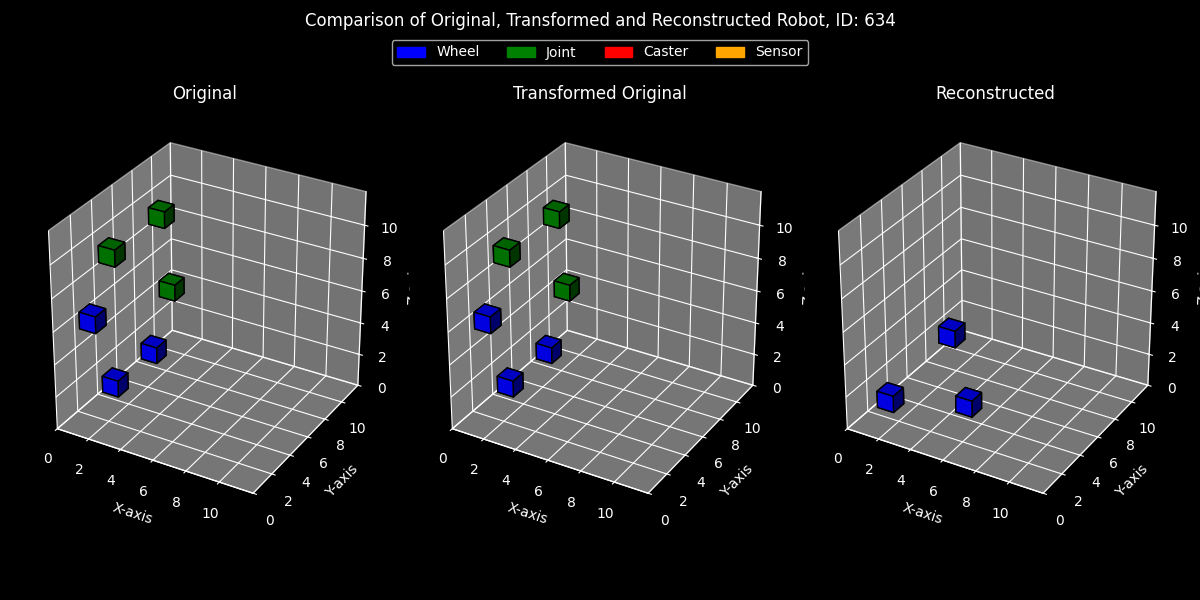 Comparison of Original, Transformed and Reconstructed Robot, ID: 634
Wheel Joint Caster Sensor
Original Transformed Original Reconstructed
10 10 10
8 8 8
6 6 6
4 4 4
2 2 2
0 0 0
0 2 4 6 8 10 0 2 4 6 8 10 0 2 4 6 8 10
X-axis X-axis X-axis
0 2 4 6 8 10 0 2 4 6 8 10 0 2 4 6 8 10
Y-axis Y-axis Y-axis